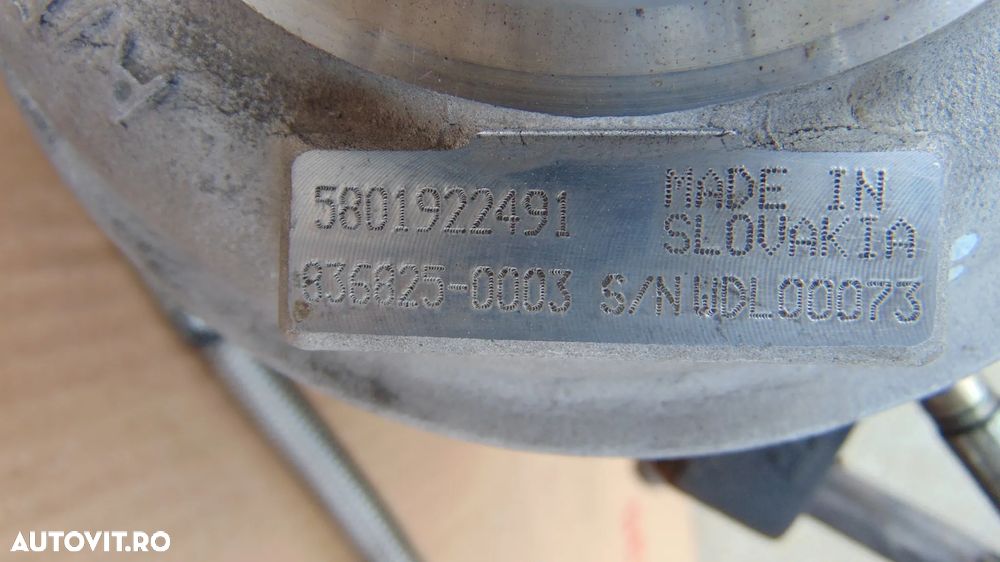 5801922491
MADE IN
SLOVAKIA
836825-0003 S/N WDL00073
AUTOVIT.RO